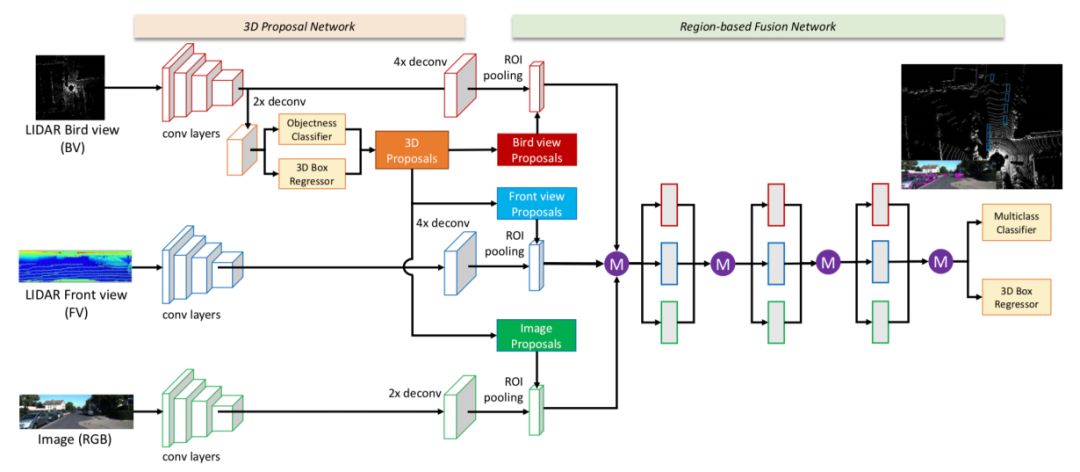 3D Proposal Network
Region-based Fusion Network
LIDAR Bird view
(BV)
conv layers
2x deconv
Objectness
Classifier
3D Box
Regressor
3D
Proposals
4x deconv
ROI
pooling
Bird view
Proposals
Front view
Proposals
4x deconv
ROI
pooling
LIDAR Front view
(FV)
conv layers
Image
Proposals
2x deconv
ROI
pooling
Image (RGB)
conv layers
M
M
M
M
Multiclass
Classifier
3D Box
Regressor